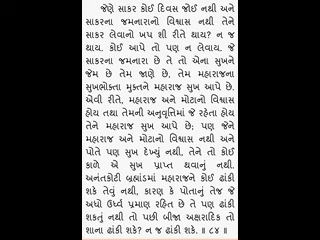 જેણે સાકર કોઈ દિવસ જોઈ નથી અને
સાકરના જમનારાનો વિશ્વાસ નથી તેને
સાકર લેવાનો ખપ શી રીતે થાય? ન જ
થાય. કોઈ આપે તો પણ ન લેવાય. જે
સાકરના જમનારા છે તે તો એના સુખને
જેમ છે તેમ જાણે છે, તેમ મહારાજના
સુખભોક્તા મુક્તને મહારાજ સુખ આપે છે.
એવી રીતે, મહારાજ અને મોટાનો વિશ્વાસ
હોય તથા તેમની અનુવૃત્તિમાં જે રહેતા હોય
તેને મહારાજ સુખ આપે છે; પણ જેને
મહારાજ અને મોટાનો વિશ્વાસ નથી અને
પોતે પણ સુખ દેખ્યું નથી, તેને તો કોઈ
કાળે એ સુખ પ્રાપ્ત થવાનું નથી.
અનંતકોટી બ્રહ્માંડમાં મહારાજને કોઈ ઢાંકી
શકે તેવું નથી, કારણ કે પોતાનું તેજ જે
અધો ઉર્ધ્વ પ્રમાણ રહિત છે તે પણ ઢાંકી
શકતું નથી તો પછી બીજા અક્ષરાદિક તો
શાના ઢાંકી શકે? ન જ ઢાંકી શકે. ॥ ૮૪ ॥